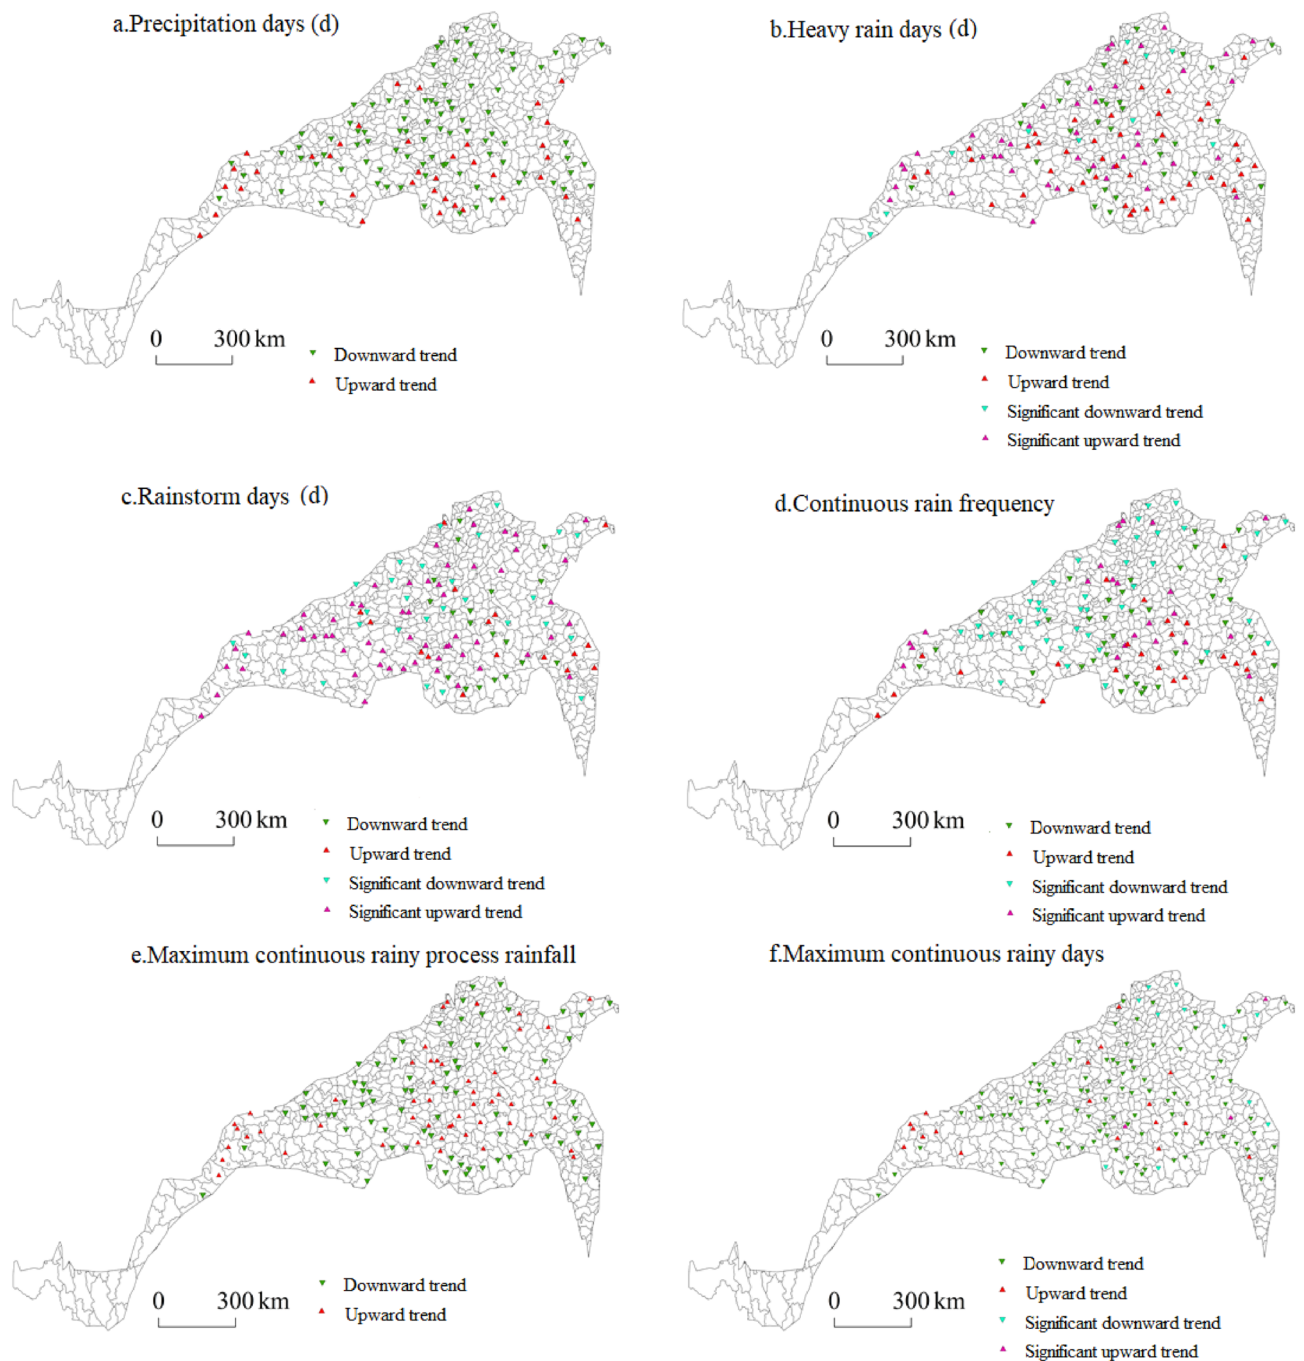 a.Precipitation days (d)
0 300 km
Downward trend
Upward trend
b.Heavy rain days (d)
0 300 km
Downward trend
Upward trend
Significant downward trend
Significant upward trend
c.Rainstorm days (d)
0 300 km
Downward trend
Upward trend
Significant downward trend
Significant upward trend
d.Continuous rain frequency
0 300 km
Downward trend
Upward trend
Significant downward trend
Significant upward trend
e.Maximum continuous rainy process rainfall
0 300 km
Downward trend
Upward trend
f.Maximum continuous rainy days
0 300 km
Downward trend
Upward trend
Significant downward trend
Significant upward trend